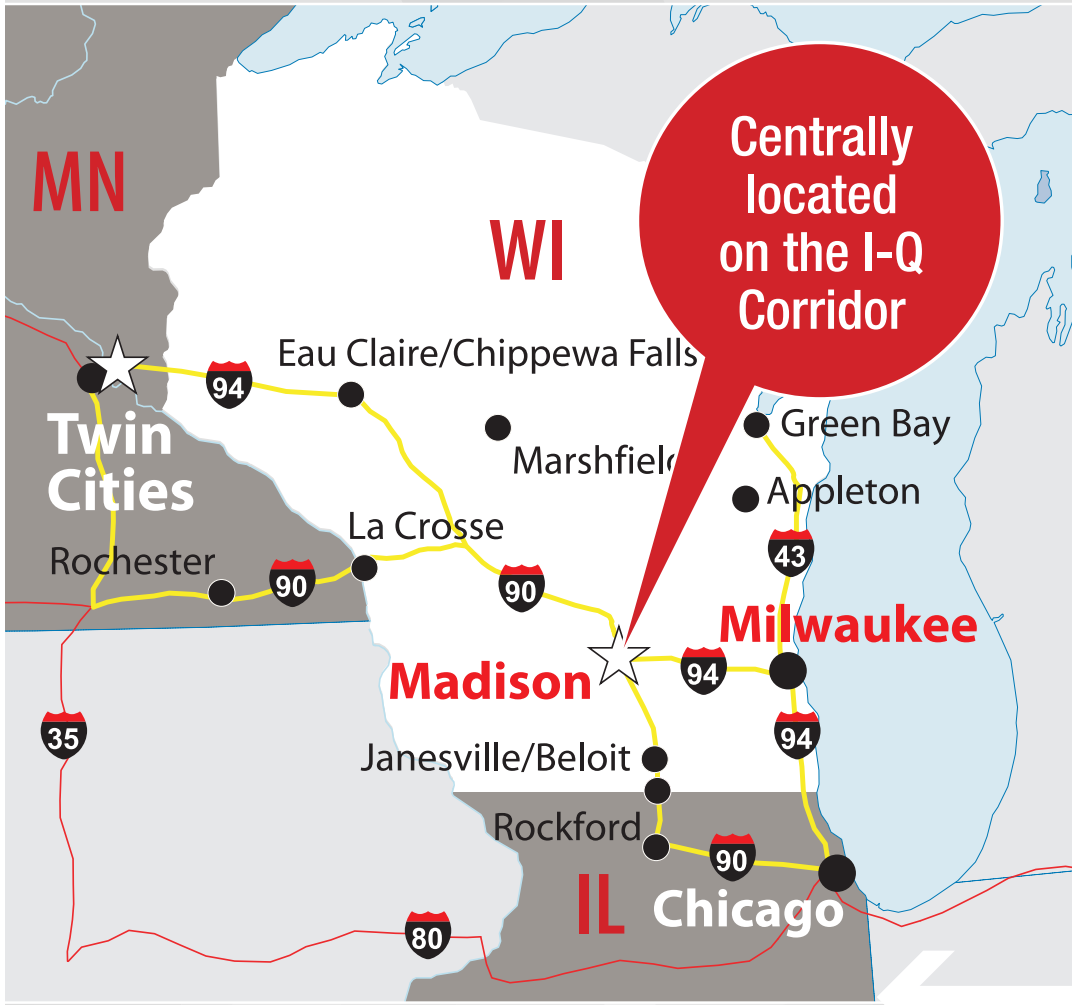 MN
WI
Centrally
located
on the I-Q
Corridor
Eau Claire/Chippewa Falls
94
Twin
Cities
Marshfield
Green Bay
Appleton
La Crosse
Rochester
90
90
43
Milwaukee
Madison
94
35
94
Janesville/Beloit
Rockford
90
IL
Chicago
80